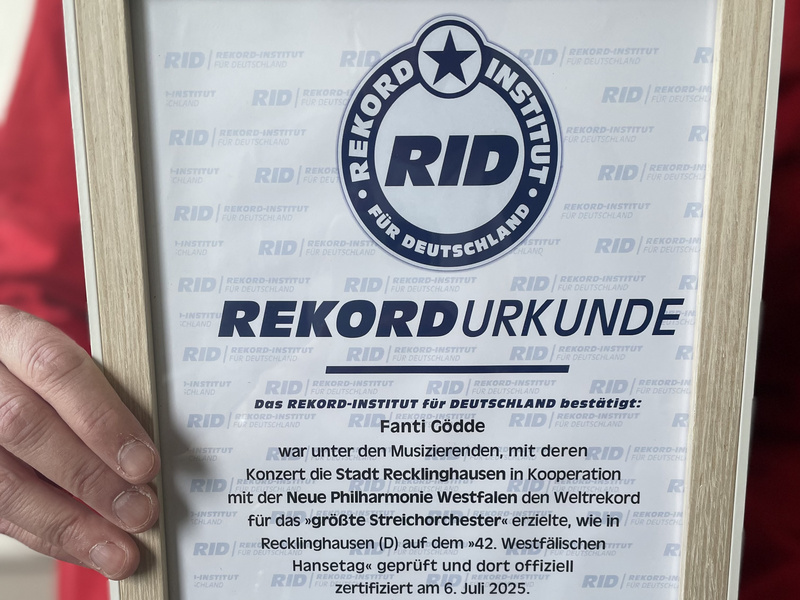 REKORD INSTITUT
RID
FÜR DEUTSCHLAND
REKORDURKUNDE
Das REKORD-INSTITUT für DEUTSCHLAND bestätigt:
Fanti Gödde
war unter den Musizierenden, mit deren
Konzert die Stadt Recklinghausen in Kooperation
mit der Neue Philharmonie Westfalen den Weltrekord
für das »größte Streichorchester« erzielte, wie in
Recklinghausen (D) auf dem »42. Westfälischen
Hansetag« geprüft und dort offiziell
zertifiziert am 6. Juli 2025.